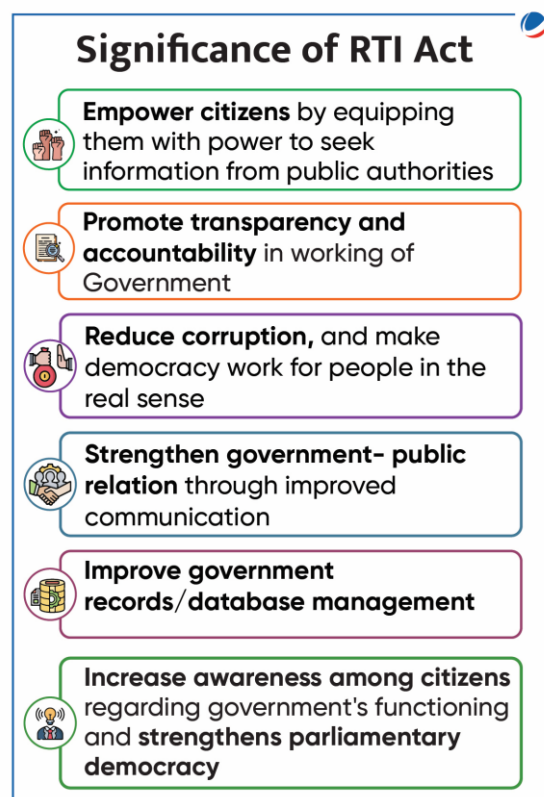 Significance of RTI Act
Empower citizens by equipping
them with power to seek
information from public authorities
Promote transparency and
accountability in working of
Government
Reduce corruption, and make
democracy work for people in the
real sense
Strengthen government- public
relation through improved
communication
Improve government
records/database management
Increase awareness among citizens
regarding government's functioning
and strengthens parliamentary
democracy